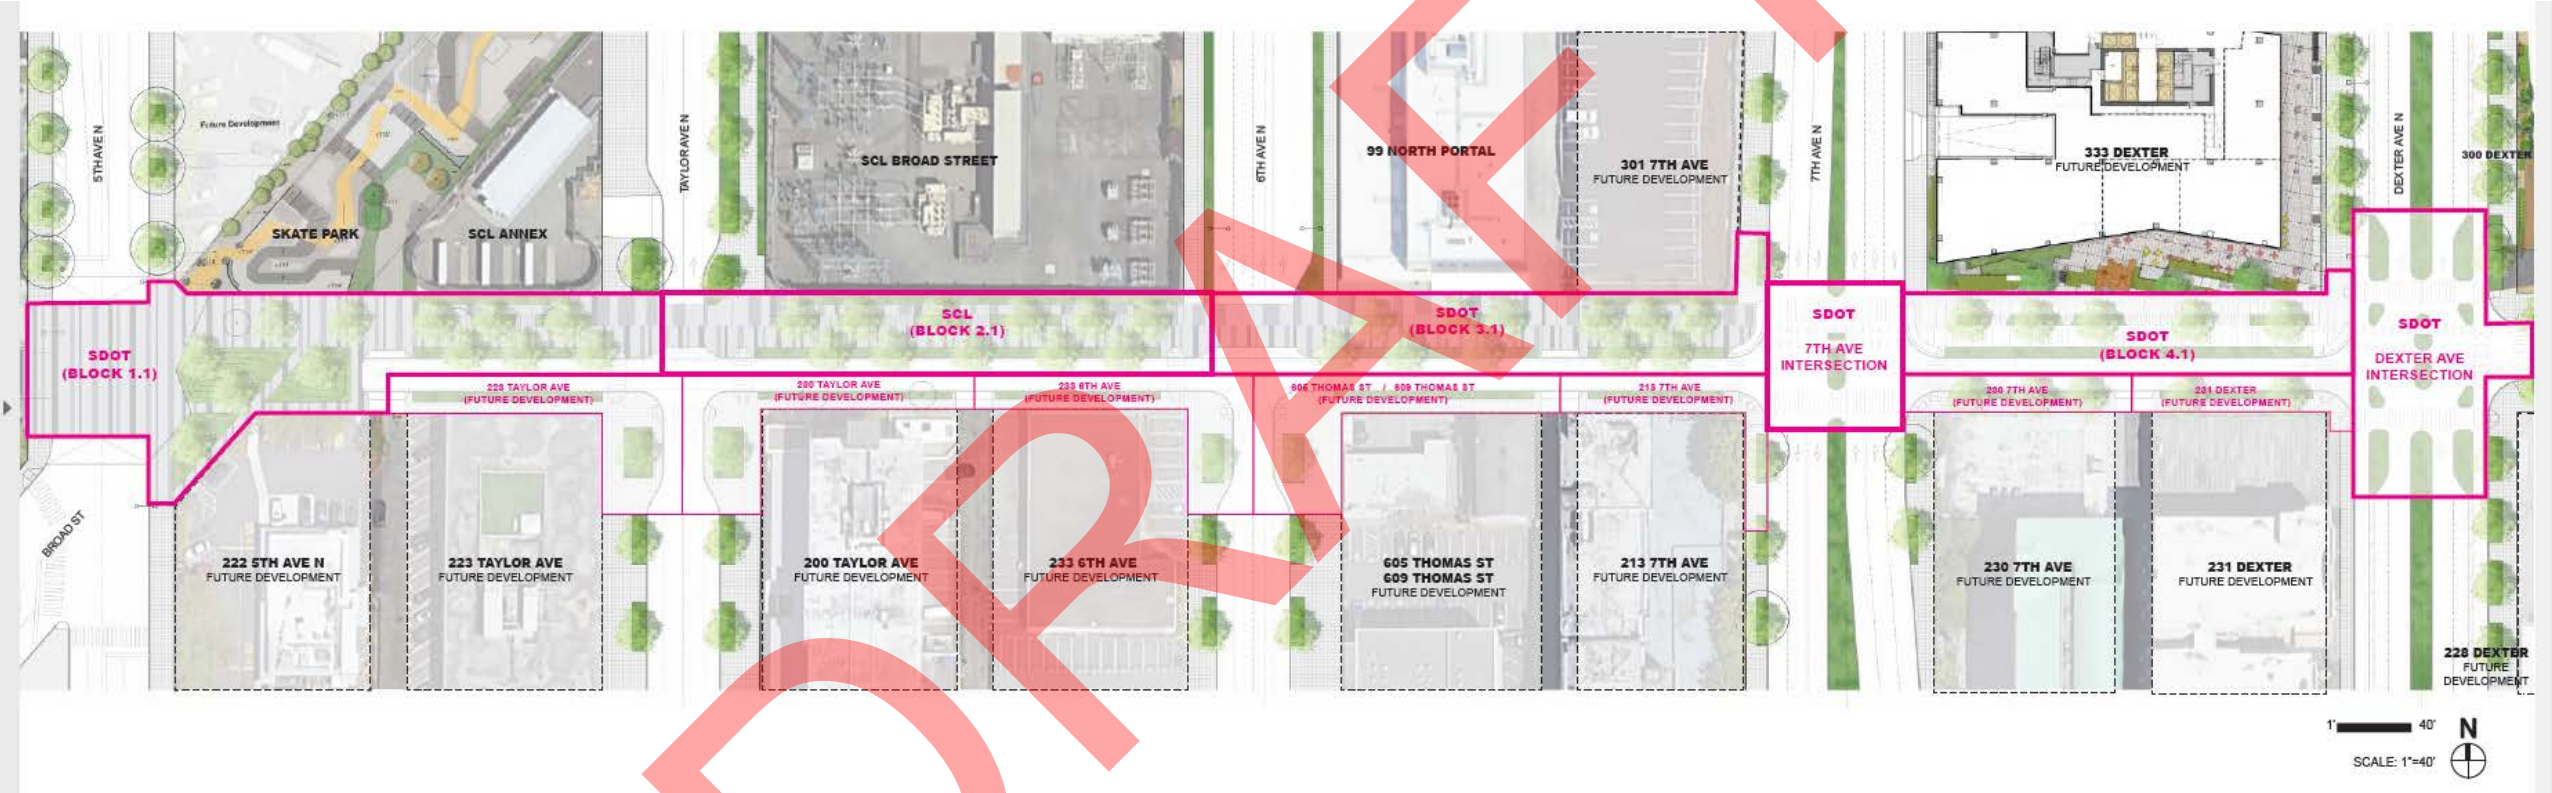 5TH AVE N
Future Development
SKATE PARK
SCL ANNEX
TAYLOR AVE N
SCL BROAD STREET
6TH AVE N
99 NORTH PORTAL
301 7TH AVE
FUTURE DEVELOPMENT
7TH AVE N
333 DEXTER
FUTURE DEVELOPMENT
DEXTER AVE N
300 DEXTER
SDOT
(BLOCK 1.1)
SCL
(BLOCK 2.1)
SDOT
(BLOCK 3.1)
SDOT
7TH AVE
INTERSECTION
SDOT
(BLOCK 4.1)
SDOT
DEXTER AVE
INTERSECTION
223 TAYLOR AVE
(FUTURE DEVELOPMENT)
200 TAYLOR AVE
(FUTURE DEVELOPMENT)
233 6TH AVE
(FUTURE DEVELOPMENT)
605 THOMAS ST / 609 THOMAS ST
(FUTURE DEVELOPMENT)
213 7TH AVE
(FUTURE DEVELOPMENT)
230 7TH AVE
(FUTURE DEVELOPMENT)
231 DEXTER
(FUTURE DEVELOPMENT)
BROAD ST
222 5TH AVE N
FUTURE DEVELOPMENT
223 TAYLOR AVE
FUTURE DEVELOPMENT
200 TAYLOR AVE
FUTURE DEVELOPMENT
233 6TH AVE
FUTURE DEVELOPMENT
605 THOMAS ST
609 THOMAS ST
FUTURE DEVELOPMENT
213 7TH AVE
FUTURE DEVELOPMENT
230 7TH AVE
FUTURE DEVELOPMENT
231 DEXTER
FUTURE DEVELOPMENT
228 DEXTER
FUTURE
DEVELOPMENT
DRAFT
1' 40'
N
SCALE: 1"=40'